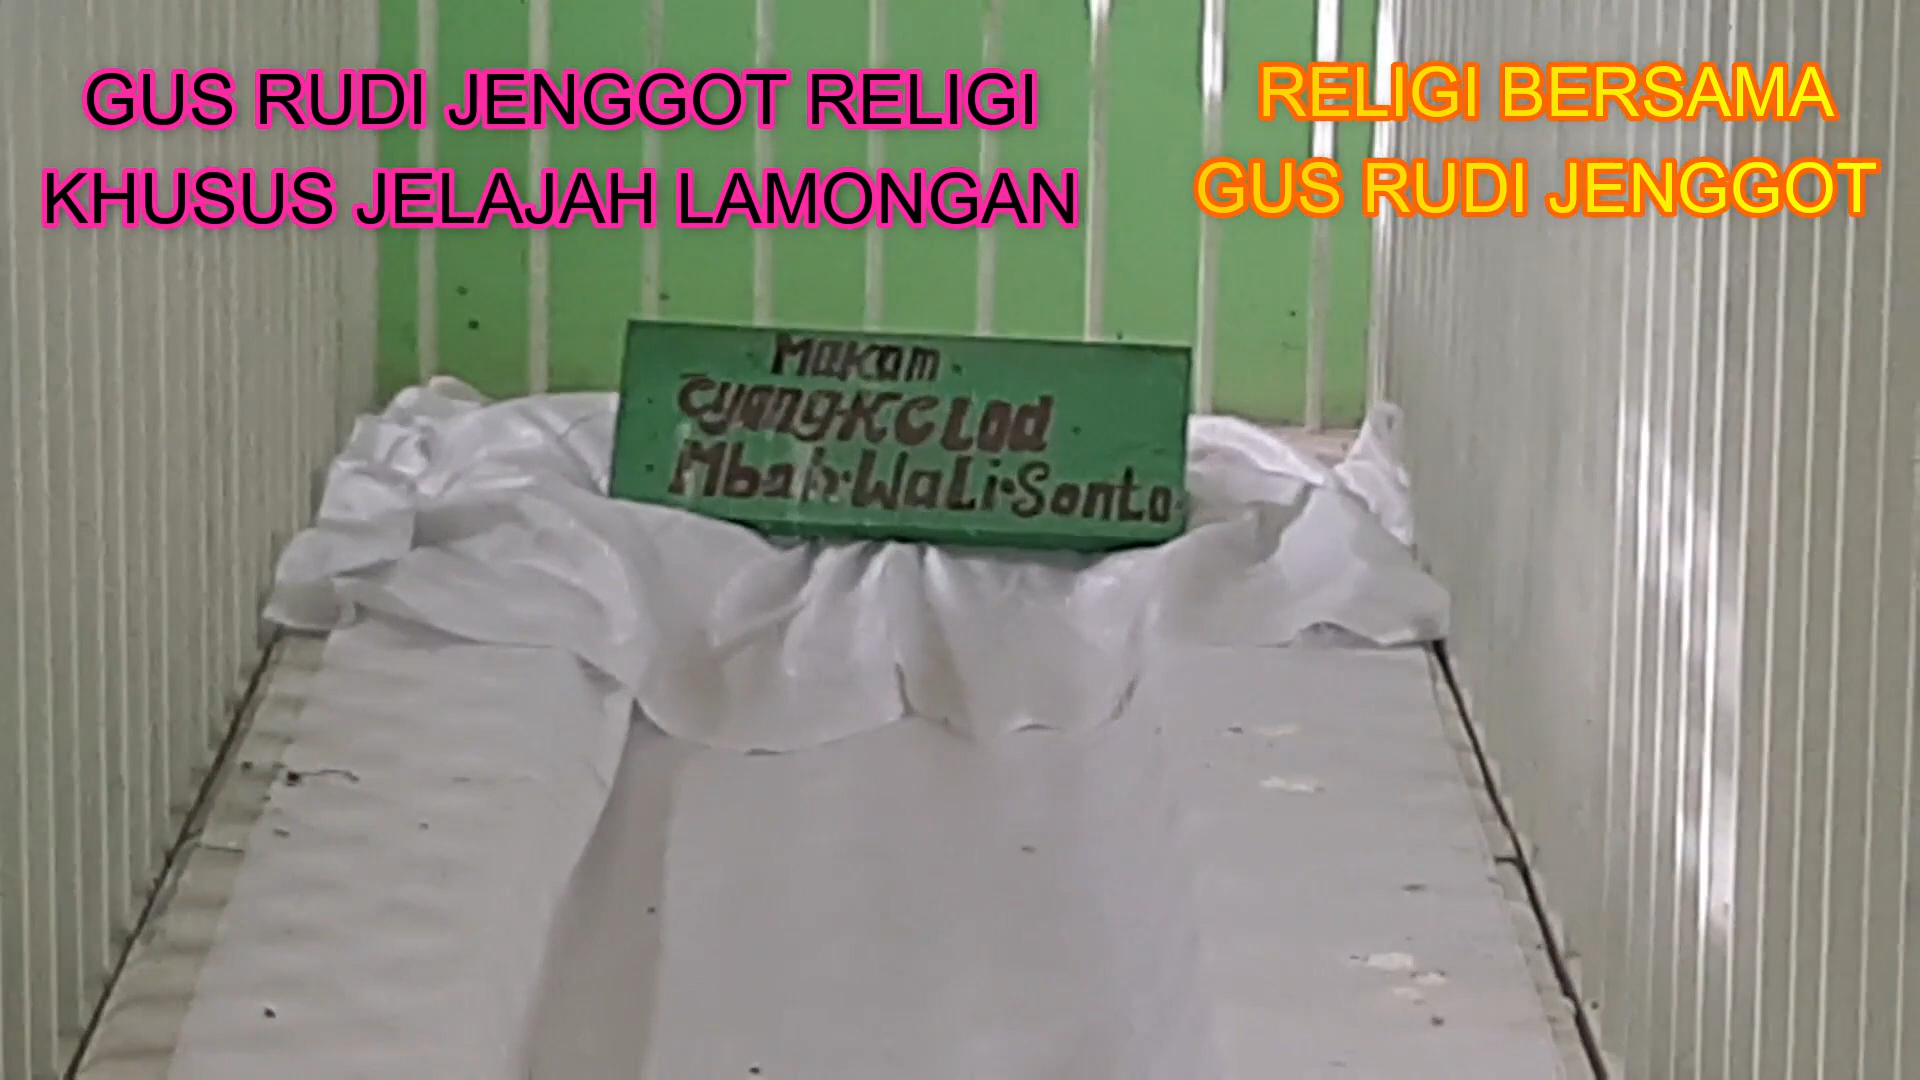 GUS RUDI JENGGOT RELIGI
KHUSUS JELAJAH LAMONGAN
RELIGI BERSAMA
GUS RUDI JENGGOT
Makam
Mbah Wali Sonto